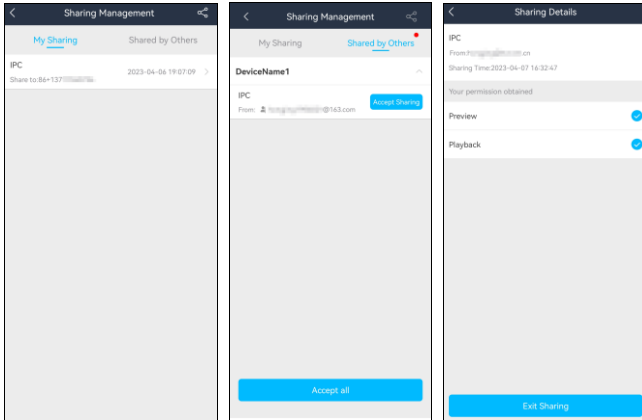 Sharing Management
My Sharing Shared by Others
IPC
Share to:86-137 2023-04-06 19:07:09
Sharing Management
My Sharing Shared by Others
DeviceName1
IPC
From: @163.com Accept Sharing
Accept all
Sharing Details
IPC
From: .cn
Sharing Time:2023-04-07 16:32:47
Your permission obtained
Preview
Playback
Exit Sharing